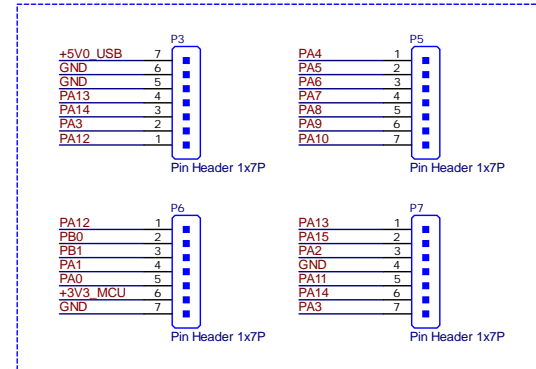 P3
+5V0_USB 7
GND 6
GND 5
PA13 4
PA14 3
PA3 2
PA12 1
Pin Header 1x7P
P5
PA4 1
PA5 2
PA6 3
PA7 4
PA8 5
PA9 6
PA10 7
Pin Header 1x7P
P6
PA12 1
PB0 2
PB1 3
PA1 4
PA0 5
+3V3_MCU 6
GND 7
Pin Header 1x7P
P7
PA13 1
PA15 2
PA2 3
GND 4
PA11 5
PA14 6
PA3 7
Pin Header 1x7P